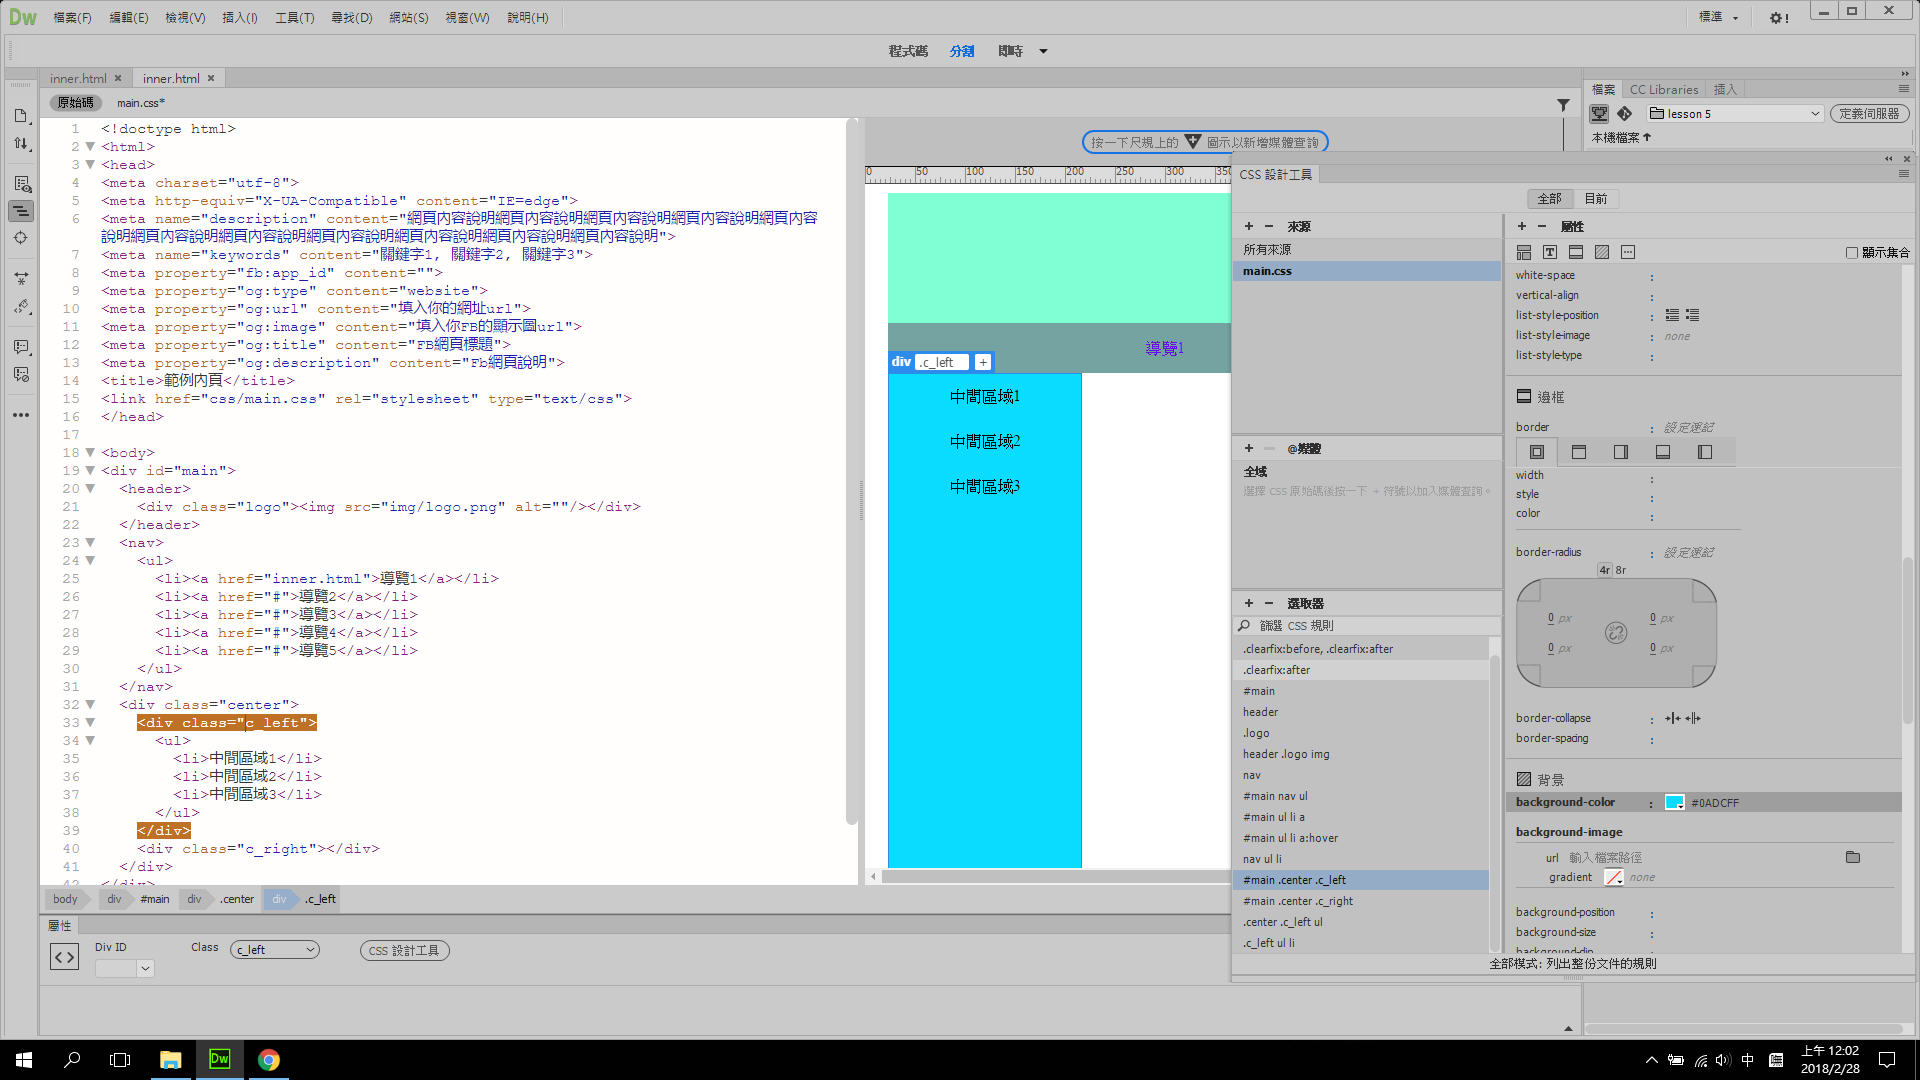 Dw 檔案(F) 編輯(E) 檢視(V) 插入(I) 工具(T) 尋找(D) 網站(S) 視窗(W) 說明(H) 標準 !
程式碼 分割 即時
inner.html × inner.html ×
原始碼 main.css*
1 <!doctype html>
2 <html>
3 <head>
4 <meta charset="utf-8">
5 <meta http-equiv="X-UA-Compatible" content="IE=edge">
6 <meta name="description" content="網頁內容說明網頁內容說明網頁內容說明網頁內容說明網頁內容
說明網頁內容說明網頁內容說明網頁內容說明網頁內容說明網頁內容說明網頁內容說明">
7 <meta name="keywords" content="關鍵字1, 關鍵字2, 關鍵字3">
8 <meta property="fb:app_id" content="">
9 <meta property="og:type" content="website">
10 <meta property="og:url" content="填入你的網址url">
11 <meta property="og:image" content="填入你FB的顯示圖url">
12 <meta property="og:title" content="FB網頁標題">
13 <meta property="og:description" content="Fb網頁說明">
14 <title>範例內頁</title>
15 <link href="css/main.css" rel="stylesheet" type="text/css">
16 </head>
17
18 <body>
19 <div id="main">
20 <header>
21 <div class="logo"><img src="img/logo.png" alt=""/></div>
22 </header>
23 <nav>
24 <ul>
25 <li><a href="inner.html">導覽1</a></li>
26 <li><a href="#">導覽2</a></li>
27 <li><a href="#">導覽3</a></li>
28 <li><a href="#">導覽4</a></li>
29 <li><a href="#">導覽5</a></li>
30 </ul>
31 </nav>
32 <div class="center">
33 <div class="c_left">
34 <ul>
35 <li>中間區域1</li>
36 <li>中間區域2</li>
37 <li>中間區域3</li>
38 </ul>
39 </div>
40 <div class="c_right"></div>
41 </div>
42 </div>
body div #main div .center div .c_left
屬性
Div ID
Class c_left
CSS 設計工具
按一下尺規上的 圖示以新增媒體查詢
0 50 100 150 200 250 300 350
導覽1
div .c_left +
中間區域1
中間區域2
中間區域3
檔案 CC Libraries 插入
lesson 5 定義伺服器
本機檔案
CSS 設計工具
全部 目前
+ − 來源
所有來源
main.css
+ − @媒體
全域
選擇 CSS 原始碼後按一下 + 符號以加入媒體查詢。
+ − 選取器
篩選 CSS 規則
.clearfix:before, .clearfix:after
.clearfix:after
#main
header
.logo
header .logo img
nav
#main nav ul
#main ul li a
#main ul li a:hover
nav ul li
#main .center .c_left
#main .center .c_right
.center .c_left ul
.c_left ul li
+ − 屬性
T 顯示集合
white-space :
vertical-align :
list-style-position :
list-style-image : none
list-style-type :
邊框
border : 設定速記
width :
style :
color :
border-radius : 設定速記
4r 8r
0 px 0 px
0 px 0 px
border-collapse :
border-spacing :
背景
background-color : #0ADCFF
background-image
url 輸入檔案路徑
gradient none
background-position :
background-size :
background-clip
全部模式: 列出整份文件的規則
Dw
中
上午 12:02
2018/2/28